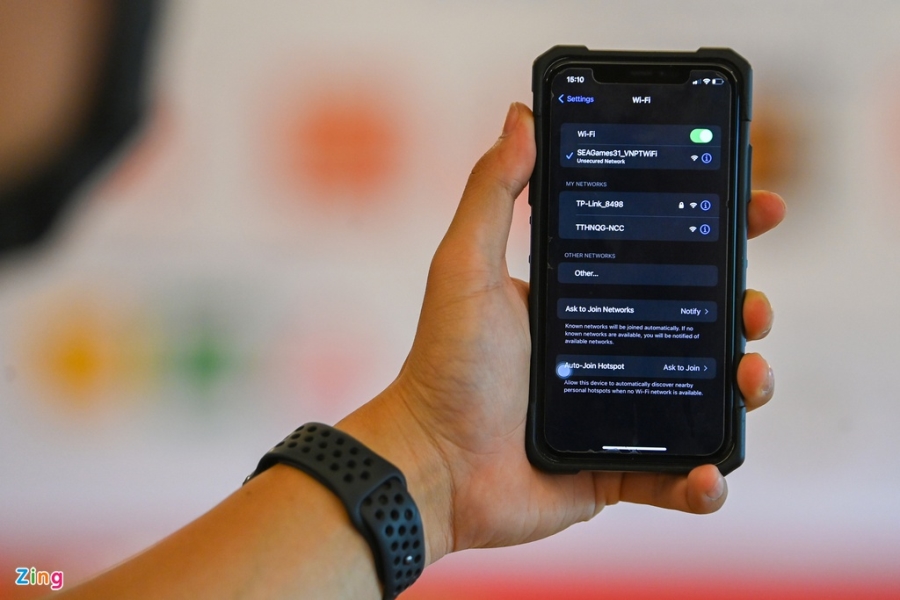 15:10
Settings
Wi-Fi
Wi-Fi
SEAGames31_VNPTWiFi
Unsecured Network
MY NETWORKS
TP-Link_8498
TTHNQG-NCC
OTHER NETWORKS
Other...
Ask to Join Networks Notify
Known networks will be joined automatically. If no
known networks are available, you will be notified of
available networks.
Auto-Join Hotspot Ask to Join
Allow this device to automatically discover nearby
personal hotspots when no Wi-Fi network is available.
Zing